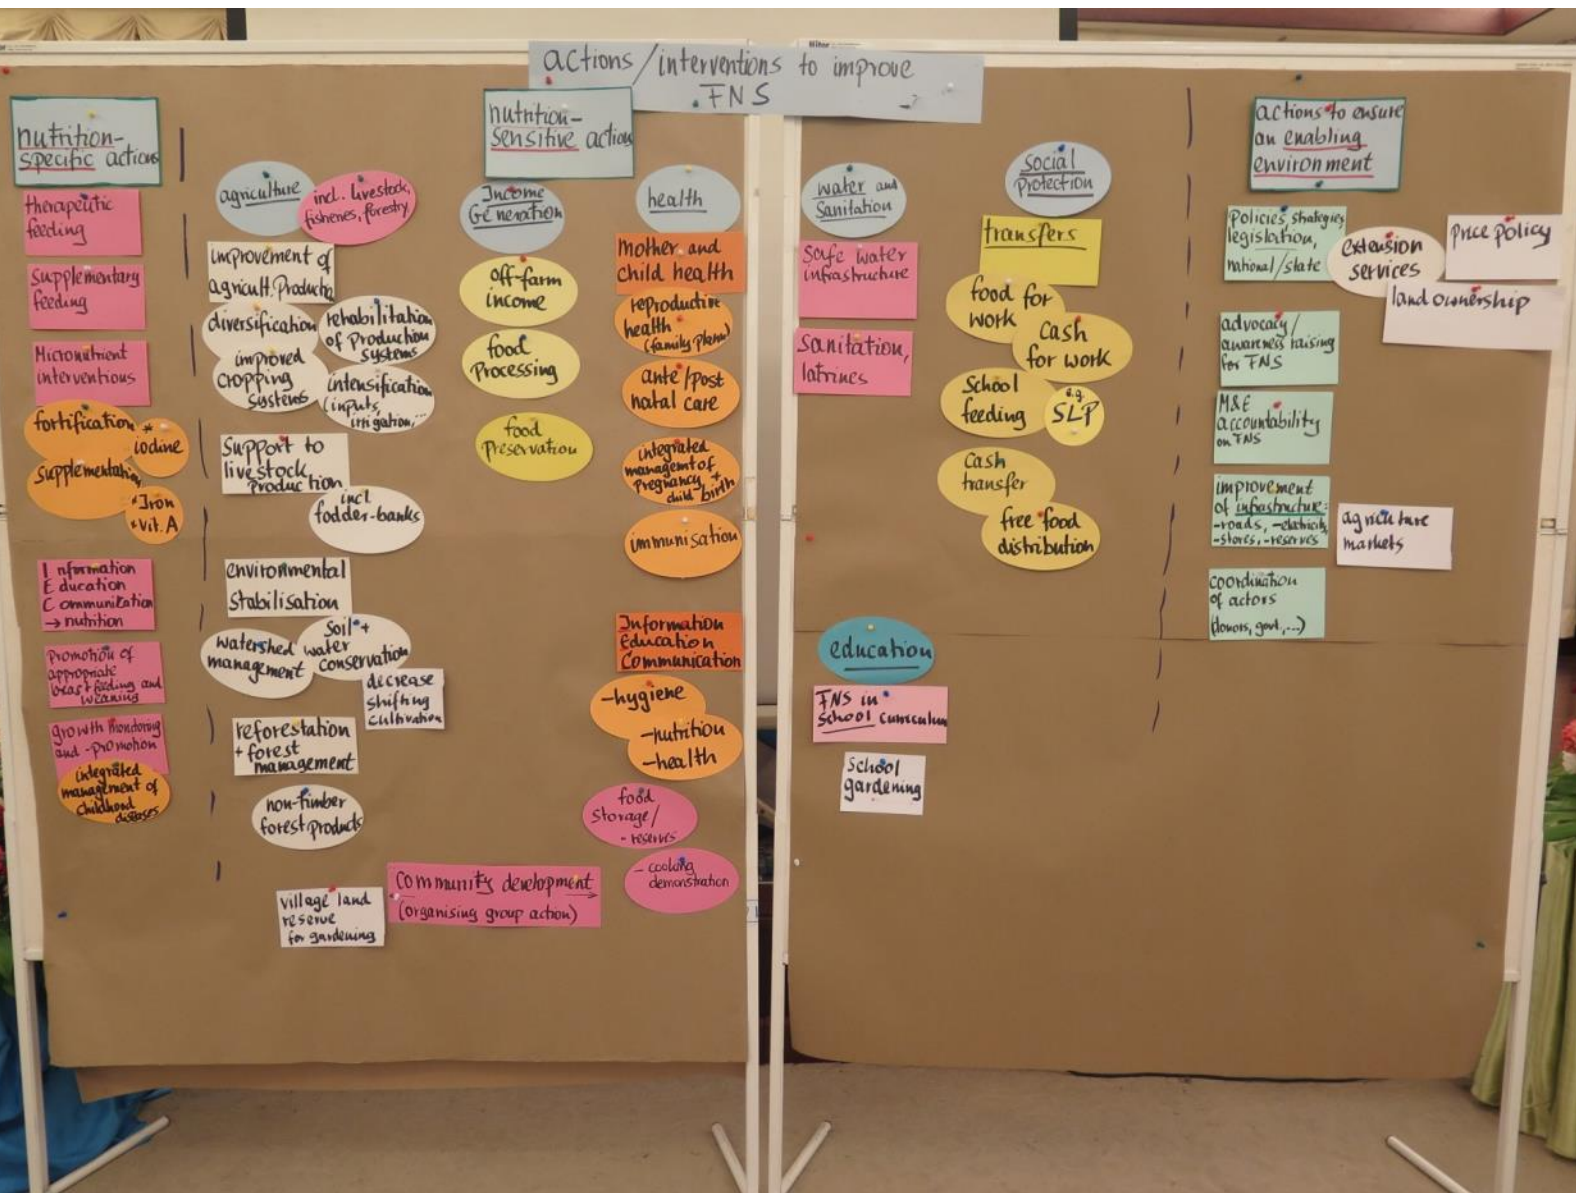 actions/interventions to improve
FNS
nutrition-
specific actions
therapeutic
feeding
supplementary
feeding
Micronutrient
interventions
fortification
* iodine
supplementation
* Iron
* Vit. A
Information
Education
Communication
→ nutrition
Promotion of
appropriate
breastfeeding and
weaning
growth monitoring
and -promotion
integrated
management of
childhood
diseases
nutrition-
sensitive action
agriculture
incl. livestock,
fisheries, forestry
improvement of
agricult. Productio
diversification
rehabilitation
of Production
systems
improved
cropping
systems
intensification
(inputs,
irrigation,...
Support to
livestock
Production
incl.
fodder-banks
environmental
stabilisation
watershed
management
Soil +
water
conservation
decrease
shifting
cultivation
reforestation
+ forest
management
non-timber
forest products
village land
reserve
for gardening
Community development
(organising group action)
Income
Generation
off-farm
income
food
Processing
food
Preservation
health
mother and
child health
reproductive
health
(family plann)
ante/post
natal care
integrated
managemt of
Pregnancy +
child birth
immunisation
Information
Education
Communication
-hygiene
-nutrition
-health
food
storage/
-reserves
- cooking
demonstration
water and
Sanitation
Safe water
infrastructure
Sanitation,
latrines
education
FNS in
school curriculum
School
gardening
Social
Protection
transfers
food for
work
Cash
for work
School
feeding
e.g.
SLP
Cash
transfer
free food
distribution
actions to ensure
an enabling
environment
Policies, strategies,
legislation,
national/state
extension
services
price policy
land ownership
advocacy/
awareness raising
for FNS
M&E
accountability
on FNS
improvement
of infrastructure:
-roads, -electricity,
-stores, -reserves
agriculture
markets
coordination
of actors
(donors, govt,...)